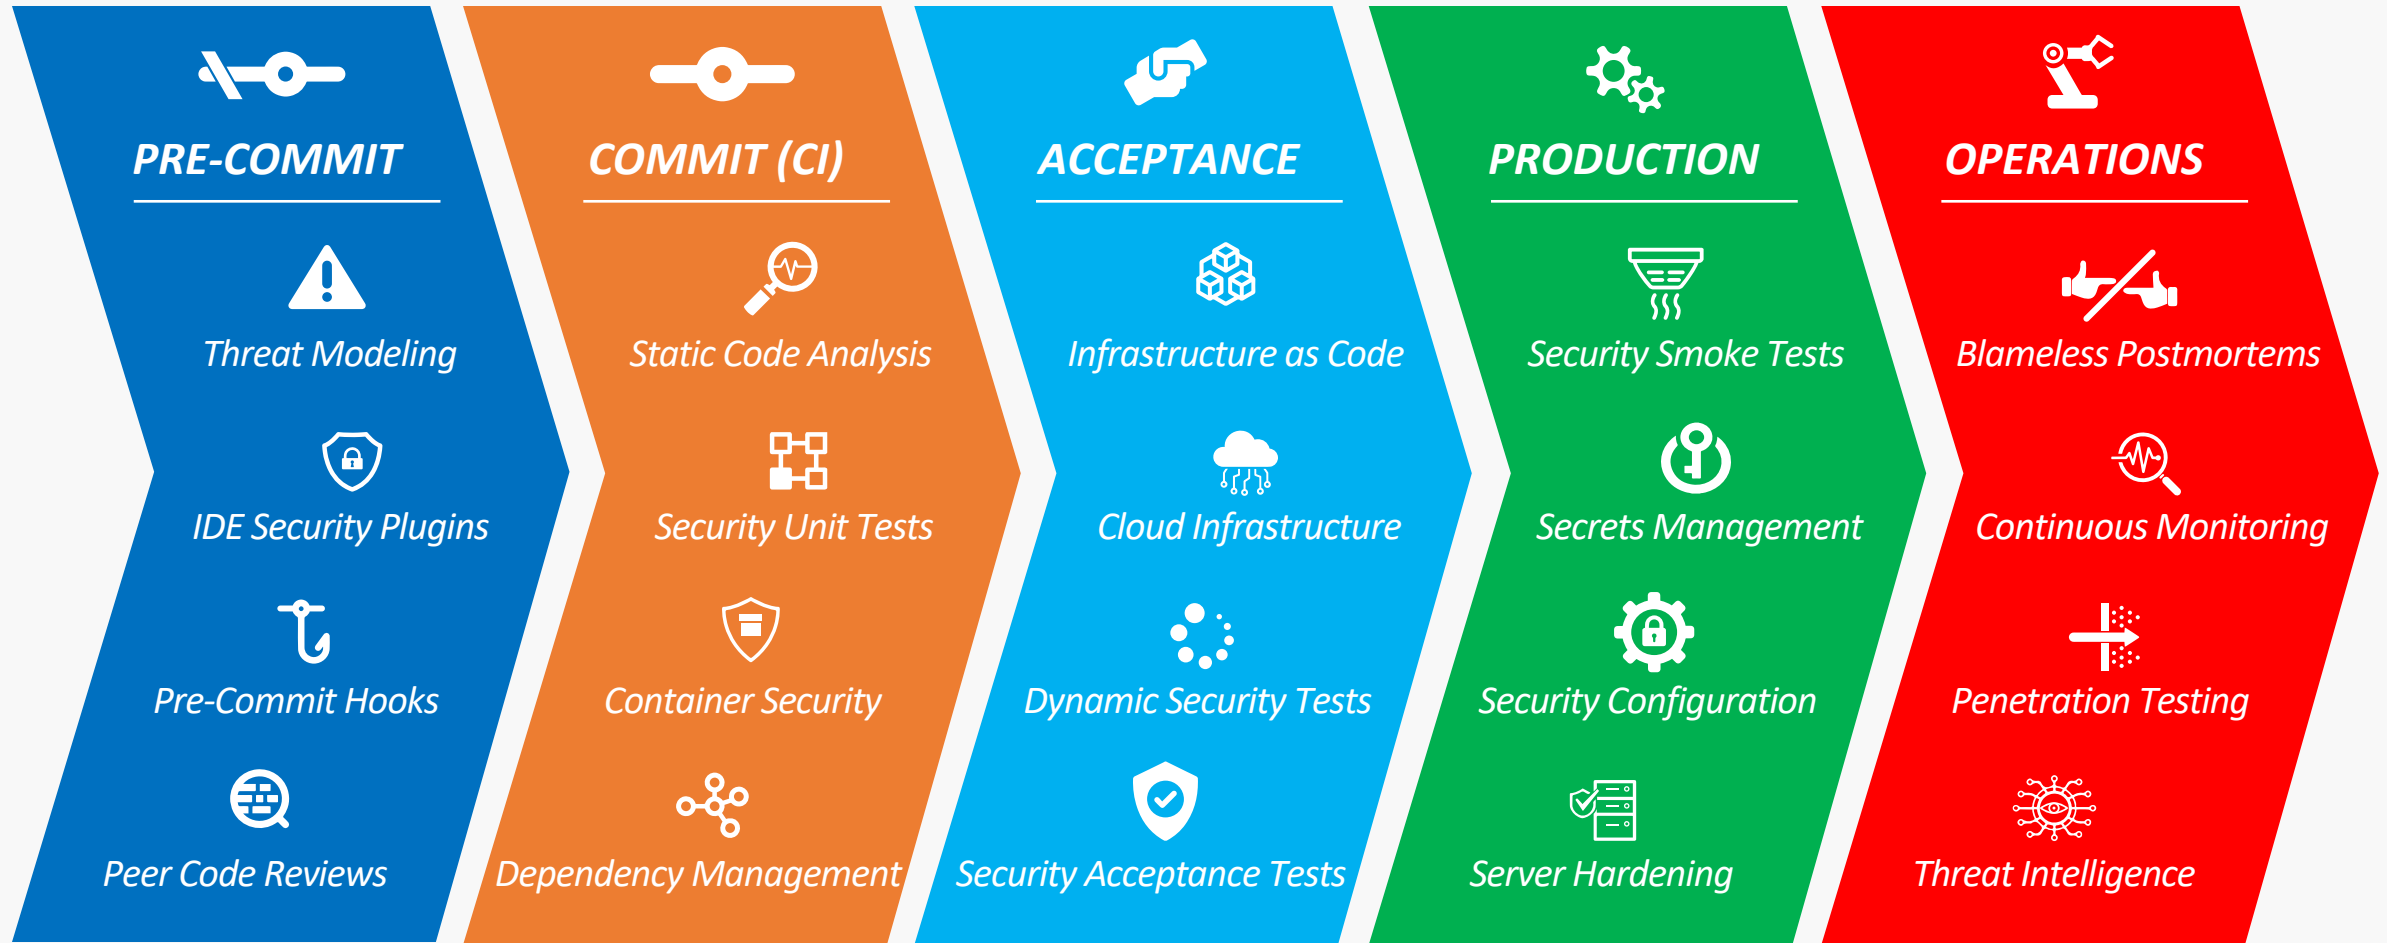 PRE-COMMIT
Threat Modeling
IDE Security Plugins
Pre-Commit Hooks
Peer Code Reviews
COMMIT (CI)
Static Code Analysis
Security Unit Tests
Container Security
Dependency Management
ACCEPTANCE
Infrastructure as Code
Cloud Infrastructure
Dynamic Security Tests
Security Acceptance Tests
PRODUCTION
Security Smoke Tests
Secrets Management
Security Configuration
Server Hardening
OPERATIONS
Blameless Postmortems
Continuous Monitoring
Penetration Testing
Threat Intelligence